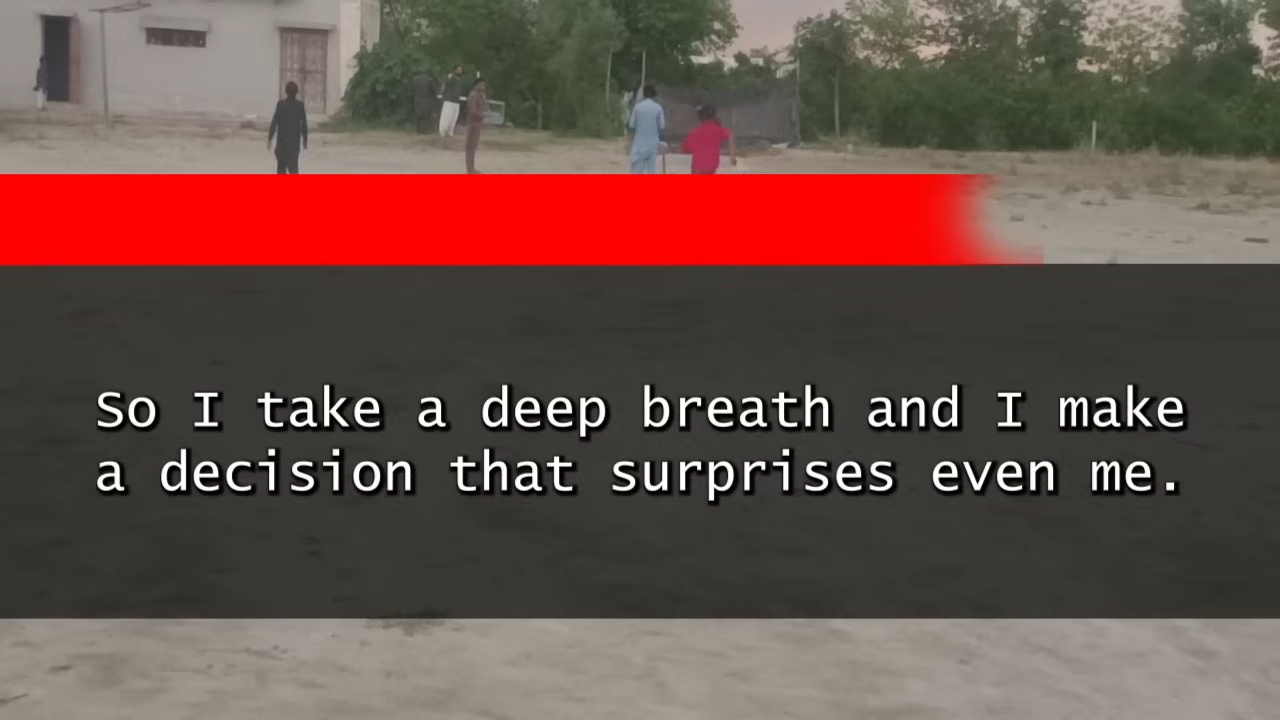 So I take a deep breath and I make
a decision that surprises even me.